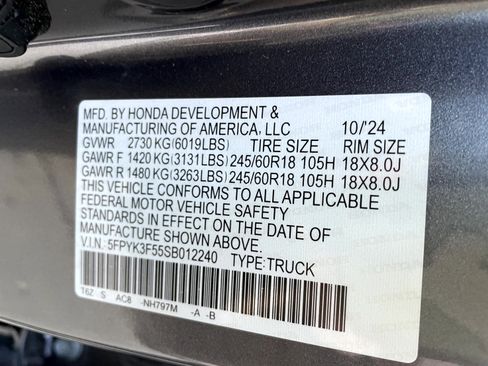 MFD. BY HONDA DEVELOPMENT &
MANUFACTURING OF AMERICA, LLC 10/'24
GVWR 2730 KG(6019LBS) TIRE SIZE RIM SIZE
GAWR F 1420 KG(3131LBS) 245/60R18 105H 18X8.0J
GAWR R 1480 KG(3263LBS) 245/60R18 105H 18X8.0J
THIS VEHICLE CONFORMS TO ALL APPLICABLE
FEDERAL MOTOR VEHICLE SAFETY
STANDARDS IN EFFECT ON THE DATE OF
MANUFACTURE SHOWN ABOVE.
V.I.N.: 5FPYK3F55SB012240 TYPE:TRUCK
T6Z S AC8 -NH797M -A -B